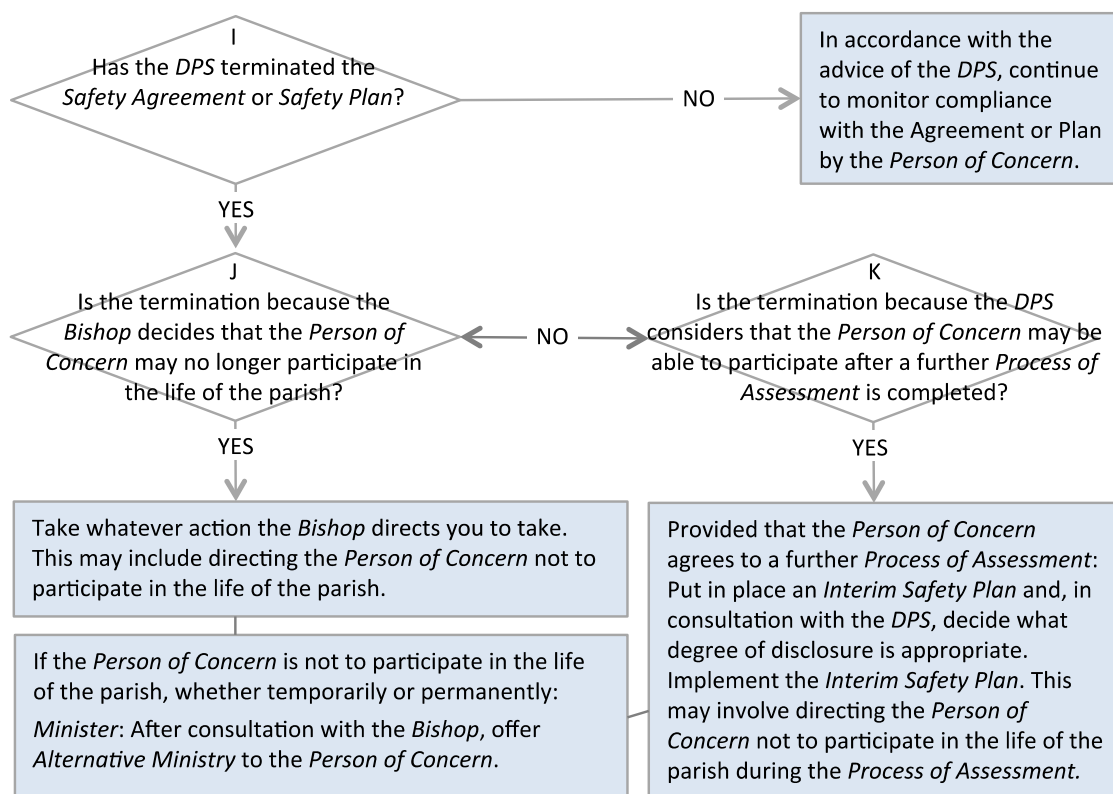 I
Has the DPS terminated the
Safety Agreement or Safety Plan?
NO
In accordance with the
advice of the DPS, continue
to monitor compliance
with the Agreement or Plan
by the Person of Concern.
YES
J
Is the termination because the
Bishop decides that the Person of
Concern may no longer participate in
the life of the parish?
NO
K
Is the termination because the DPS
considers that the Person of Concern may be
able to participate after a further Process of
Assessment is completed?
YES
YES
Take whatever action the Bishop directs you to take.
This may include directing the Person of Concern not to
participate in the life of the parish.
If the Person of Concern is not to participate in the life
of the parish, whether temporarily or permanently:
Minister: After consultation with the Bishop, offer
Alternative Ministry to the Person of Concern.
Provided that the Person of Concern
agrees to a further Process of Assessment:
Put in place an Interim Safety Plan and, in
consultation with the DPS, decide what
degree of disclosure is appropriate.
Implement the Interim Safety Plan. This
may involve directing the Person of
Concern not to participate in the life of the
parish during the Process of Assessment.